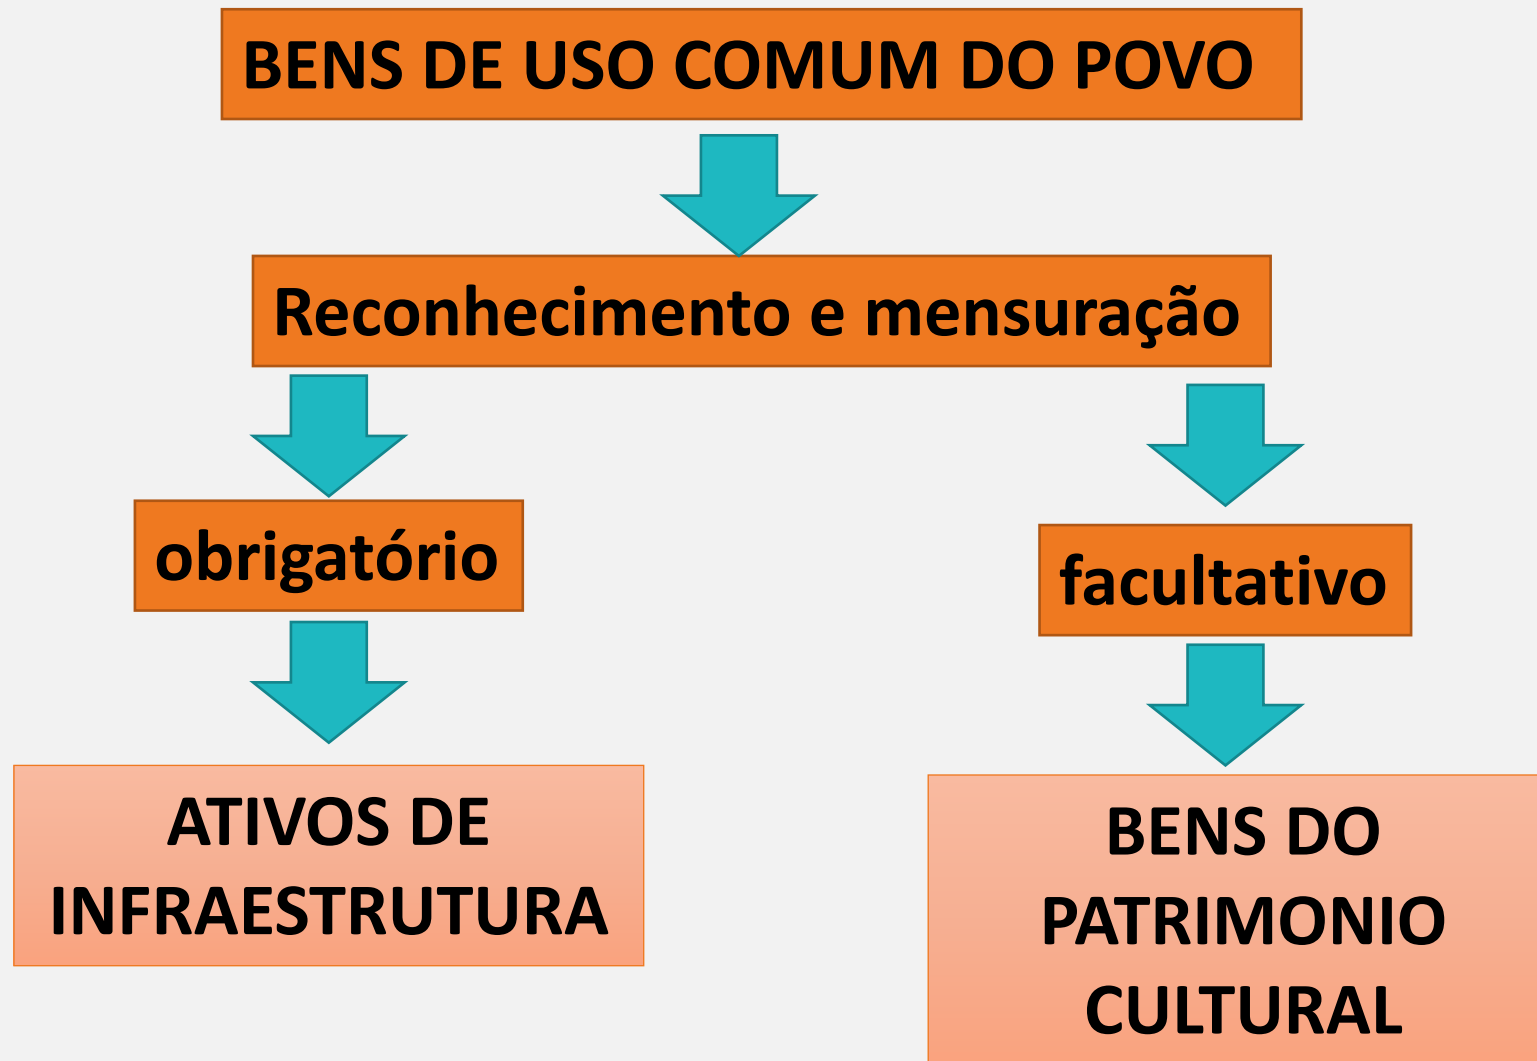 BENS DE USO COMUM DO POVO
Reconhecimento e mensuração
obrigatório
facultativo
ATIVOS DE
INFRAESTRUTURA
BENS DO
PATRIMONIO
CULTURAL